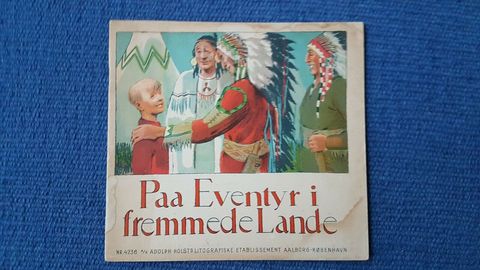 Paa Eventyr i
fremmede Lande
NR. 4236 A/S ADOLPH HOLSTS LITOGRAFISKE ETABLISSEMENT AALBORG-KØBENHAVN